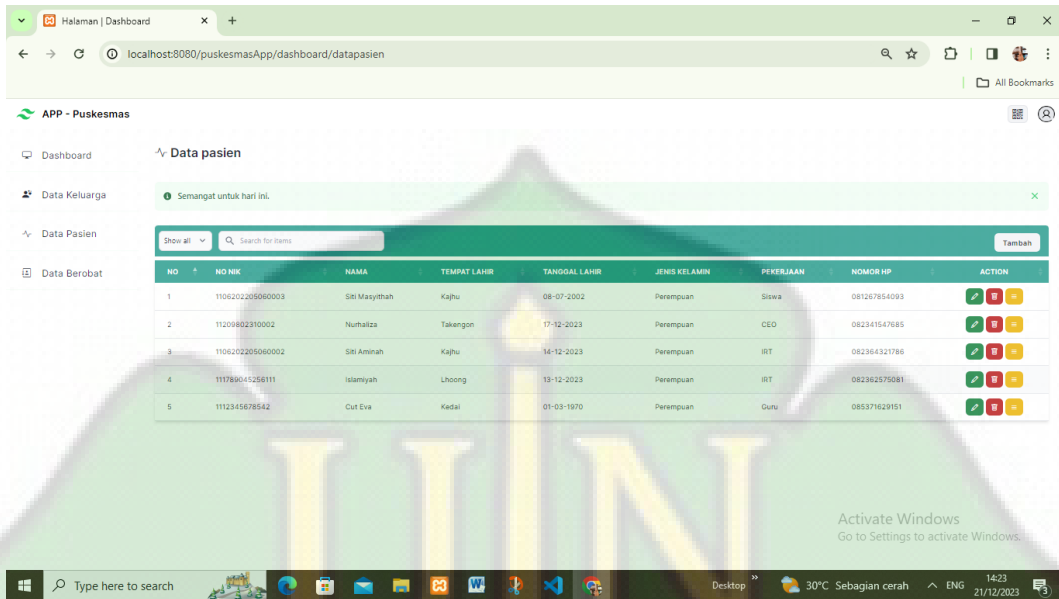 Halaman | Dashboard
localhost:8080/puskesmasApp/dashboard/datapasien
All Bookmarks
APP - Puskesmas
Dashboard
Data Keluarga
Data Pasien
Data Berobat
Data pasien
Semangat untuk hari ini.
Show all Search for items Tambah
NO NO NIK NAMA TEMPAT LAHIR TANGGAL LAHIR JENIS KELAMIN PEKERJAAN NOMOR HP ACTION
1 1106202205060003 Siti Masyithah Kajhu 08-07-2002 Perempuan Siswa 081267854093
2 11209802310002 Nurhaliza Takengon 17-12-2023 Perempuan CEO 082341547685
3 1106202205060002 Siti Aminah Kajhu 14-12-2023 Perempuan IRT 082364321786
4 111789045256111 Islamiyah Lhoong 13-12-2023 Perempuan IRT 082362575081
5 1112345678542 Cut Eva Kedai 01-03-1970 Perempuan Guru 085371629151
UIN
Activate Windows
Go to Settings to activate Windows.
Type here to search Desktop 30°C Sebagian cerah ENG 14:23
21/12/2023
3